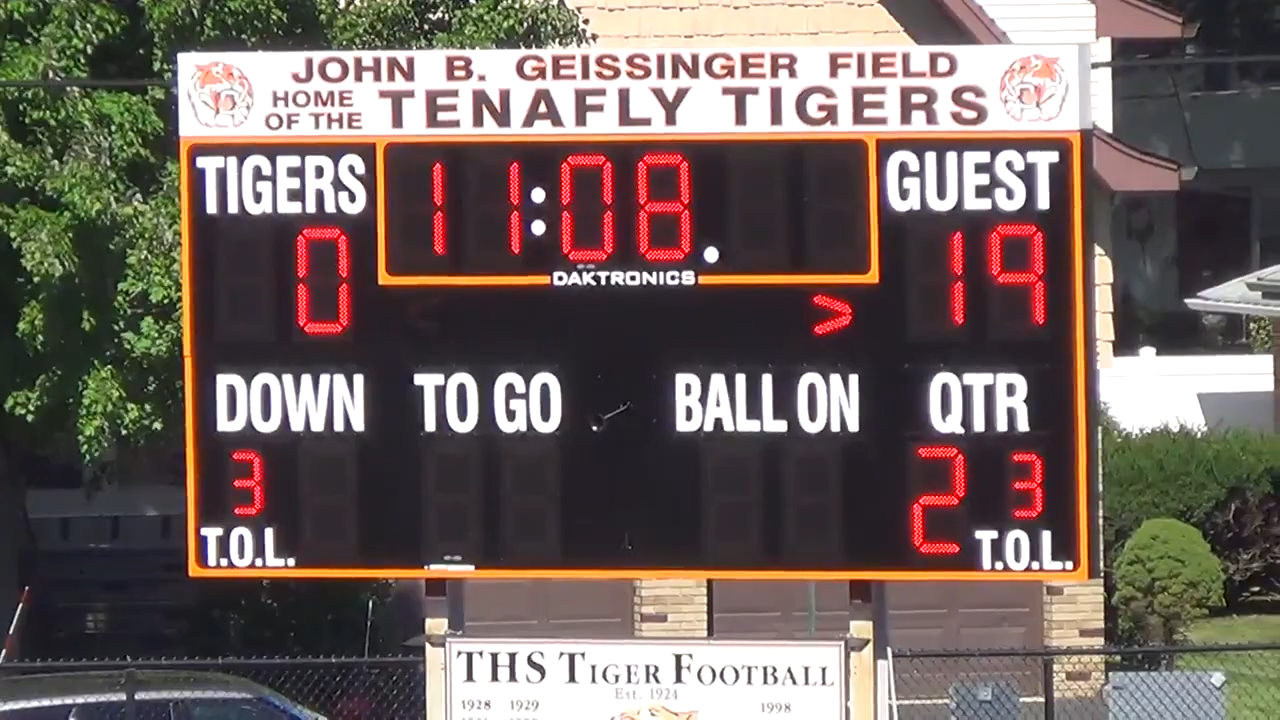 JOHN B. GEISSINGER FIELD
HOME OF THE TENAFLY TIGERS
TIGERS 11:08. GUEST
0 19
DAKTRONICS
>
DOWN TO GO BALL ON QTR
3 2 3
T.O.L. T.O.L.
THS TIGER FOOTBALL
Est. 1924
1928 1929 1998